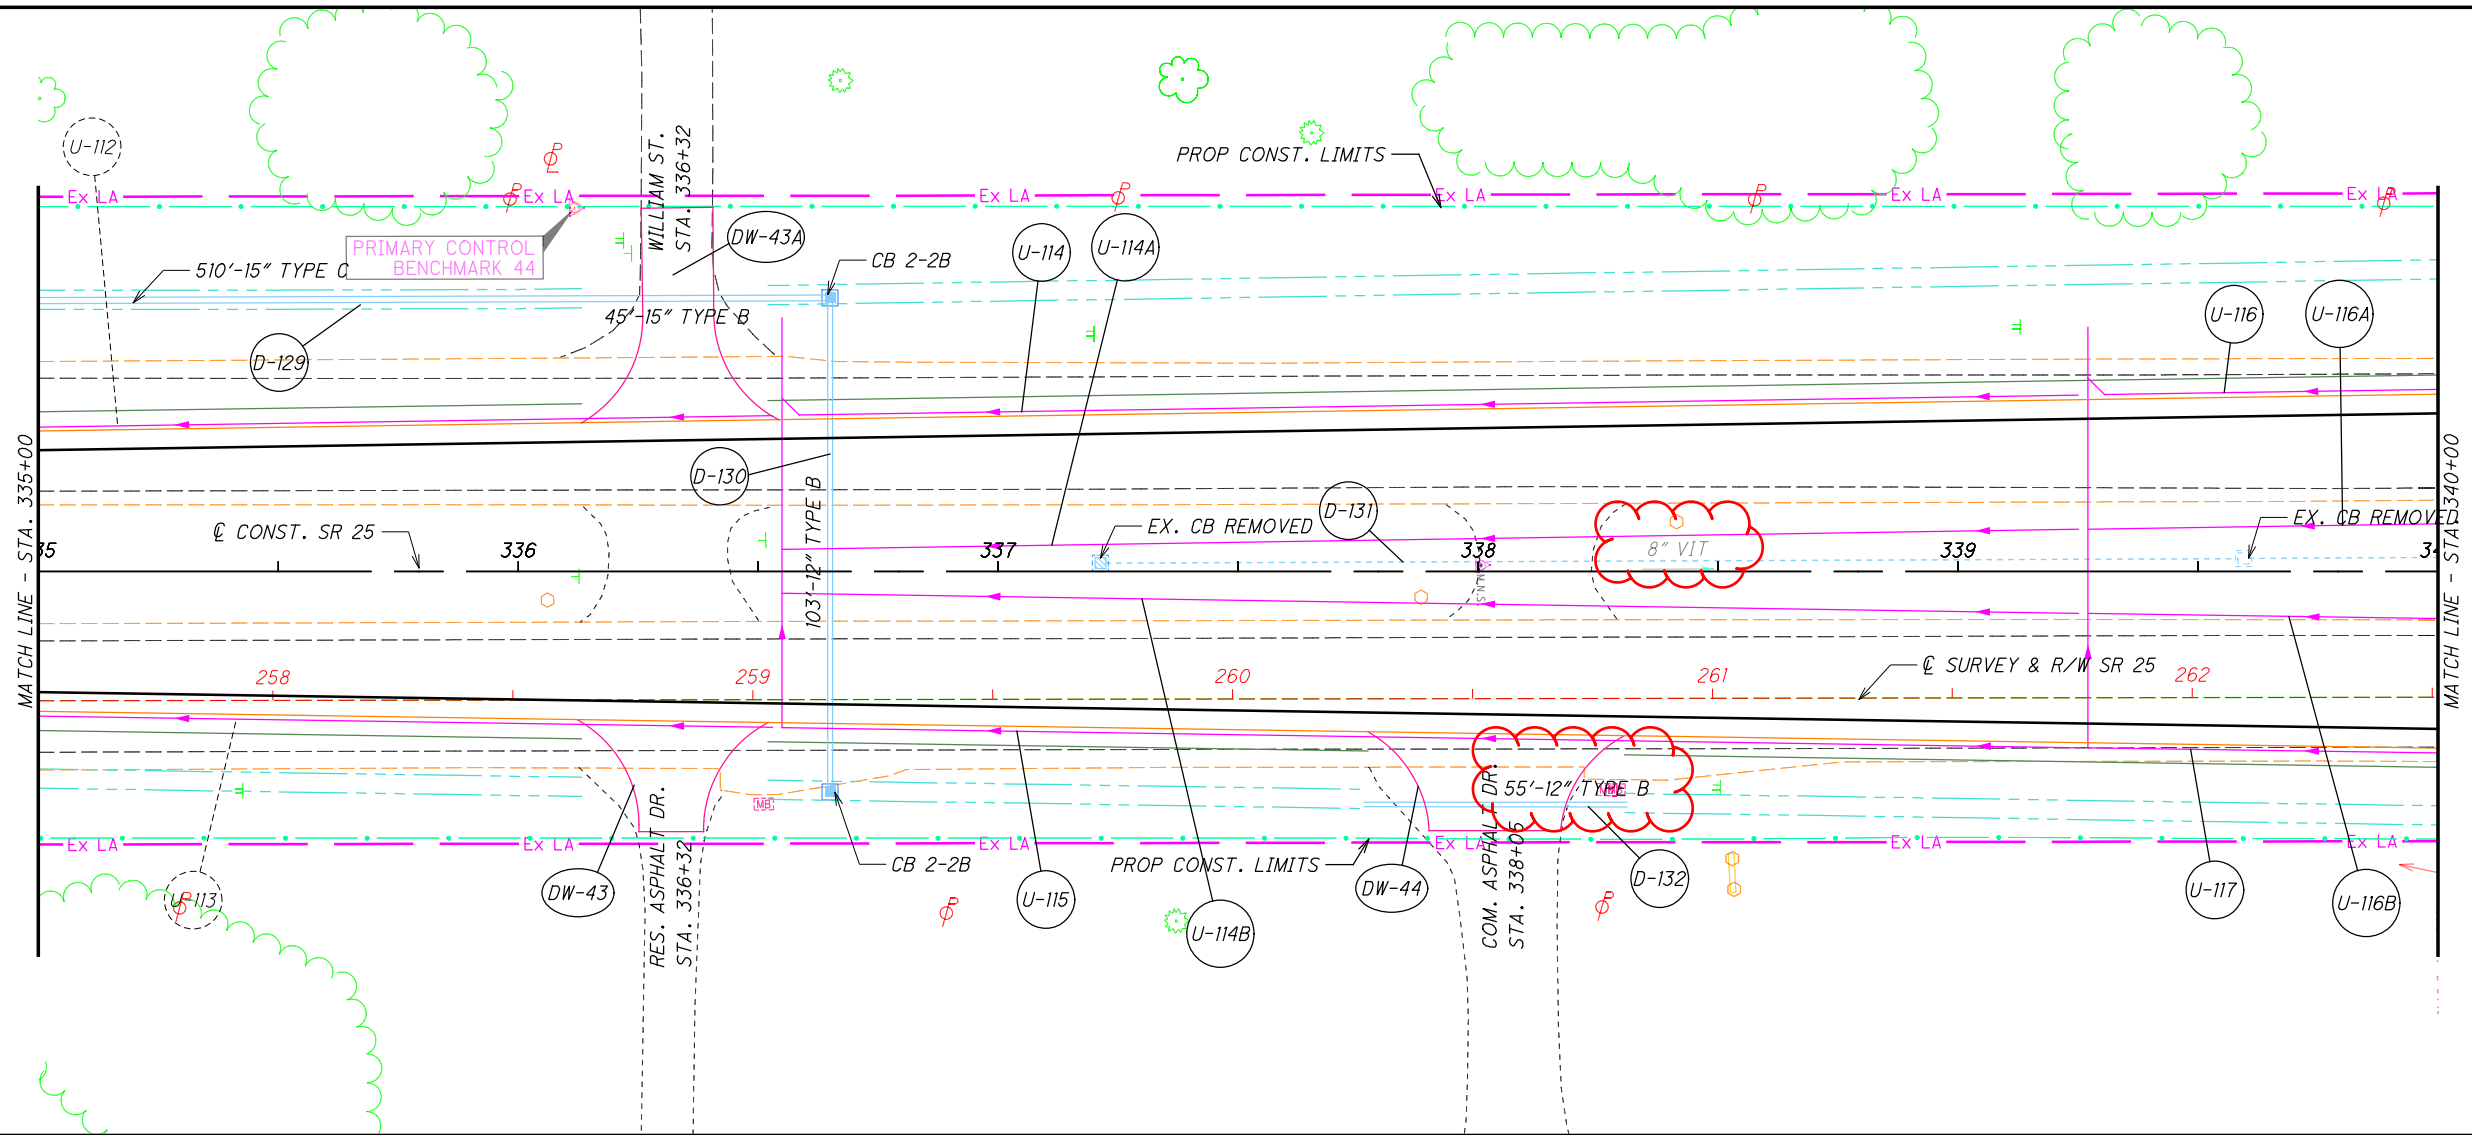 U-112
WILLIAM ST.
STA. 336+32
PROP CONST. LIMITS
Ex LA
Ex LA
Ex LA
Ex LA
Ex LA
Ex LA
PRIMARY CONTROL
BENCHMARK 44
510'-15" TYPE C
DW-43A
CB 2-2B
U-114
U-114A
U-116
U-116A
45'-15" TYPE B
D-129
D-130
103'-12" TYPE B
D-131
MATCH LINE - STA. 335+00
MATCH LINE - STA. 340+00
℄ CONST. SR 25
EX. CB REMOVED
EX. CB REMOVED
8" VIT
35
336
337
338
339
34
258
259
260
261
262
℄ SURVEY & R/W SR 25
MB
55'-12" TYPE B
Ex LA
Ex LA
Ex LA
Ex LA
Ex LA
Ex LA
PROP CONST. LIMITS
CB 2-2B
U-113
DW-43
RES. ASPHALT DR.
STA. 336+32
U-115
U-114B
DW-44
COM. ASPHALT DR.
STA. 338+05
D-132
U-117
U-116B